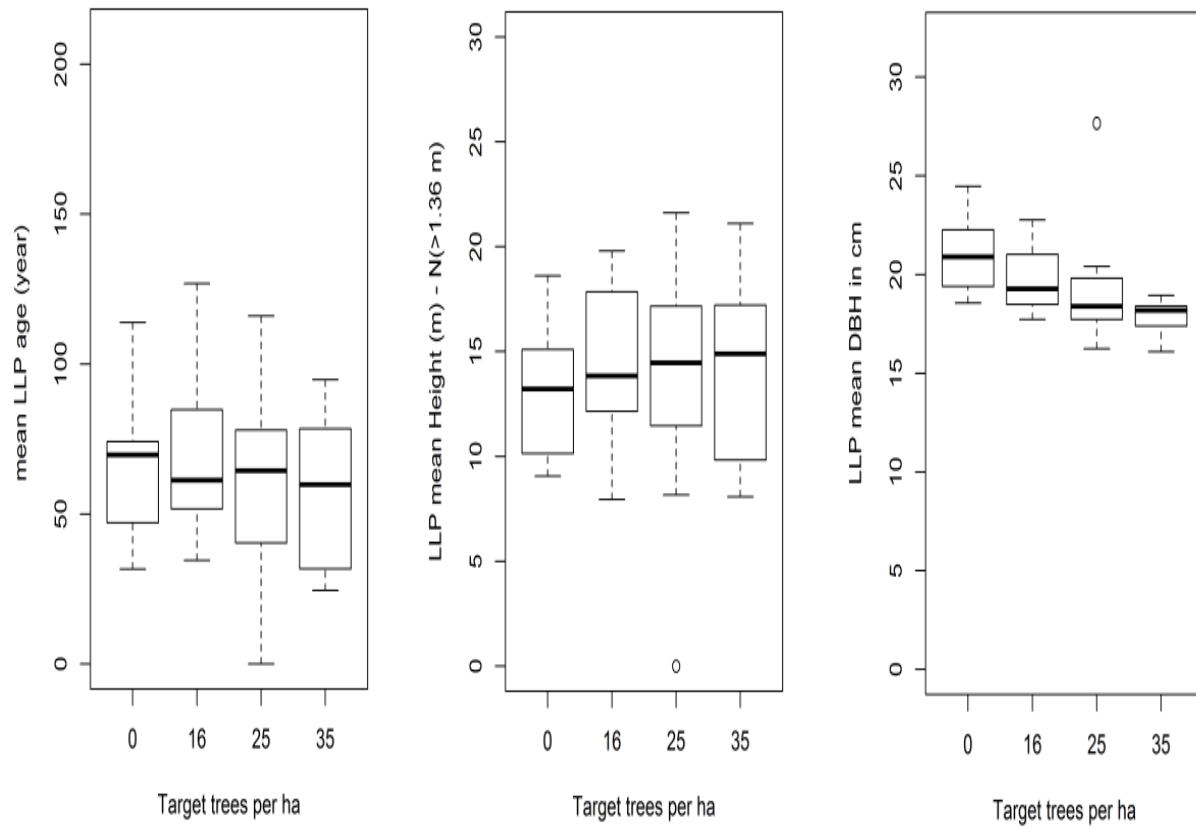 mean LLP age (year)
200
150
100
50
0
0 16 25 35
Target trees per ha
LLP mean Height (m) - N(>1.36 m)
30
25
20
15
10
5
0
0 16 25 35
Target trees per ha
LLP mean DBH in cm
30
25
20
15
10
5
0
0 16 25 35
Target trees per ha